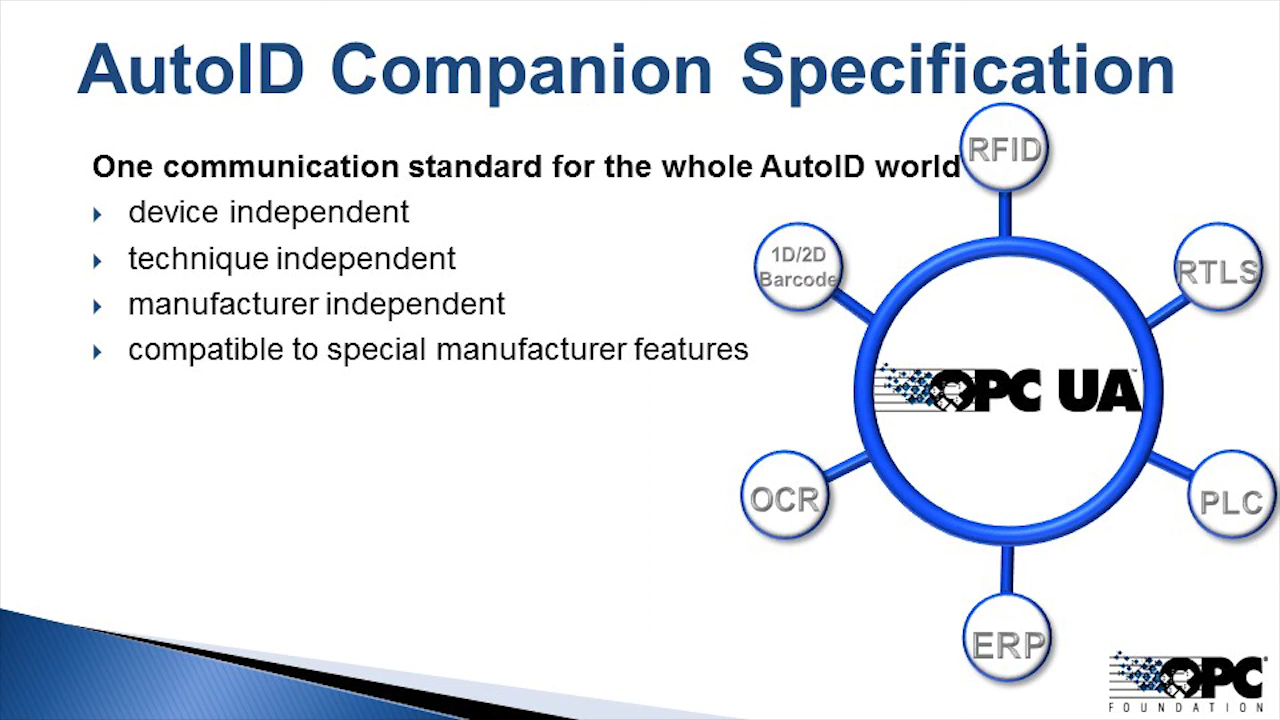 AutoID Companion Specification
One communication standard for the whole AutoID world
device independent
technique independent
manufacturer independent
compatible to special manufacturer features
RFID
1D/2D
Barcode
RTLS
OPC UA™
OCR
PLC
ERP
OPC®
FOUNDATION